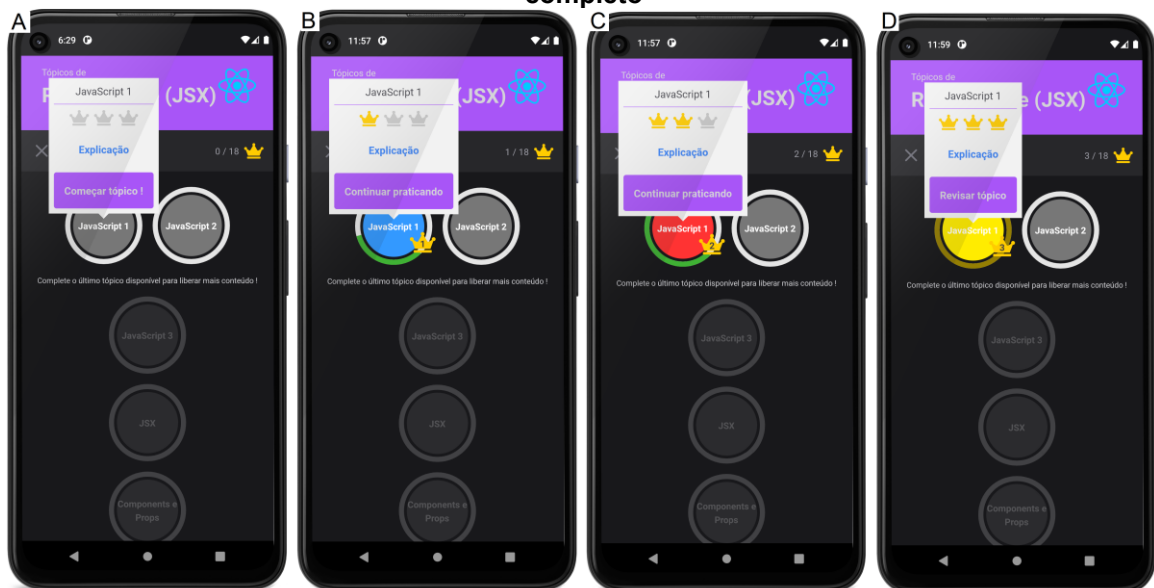 completo
A
6:29
Tópicos de
(JSX)
JavaScript 1
Explicação
0 / 18
Começar tópico !
JavaScript 1
JavaScript 2
Complete o último tópico disponível para liberar mais conteúdo !
JavaScript 3
JSX
Components e
Props
B
11:57
Tópicos de
(JSX)
JavaScript 1
Explicação
1 / 18
Continuar praticando
JavaScript 1
1
JavaScript 2
Complete o último tópico disponível para liberar mais conteúdo !
JavaScript 3
JSX
Components e
Props
C
11:57
Tópicos de
(JSX)
JavaScript 1
Explicação
2 / 18
Continuar praticando
JavaScript 1
2
JavaScript 2
Complete o último tópico disponível para liberar mais conteúdo !
JavaScript 3
JSX
Components e
Props
D
11:59
Tópicos de
(JSX)
JavaScript 1
Explicação
3 / 18
Revisar tópico
JavaScript 1
3
JavaScript 2
Complete o último tópico disponível para liberar mais conteúdo !
JavaScript 3
JSX
Components e
Props